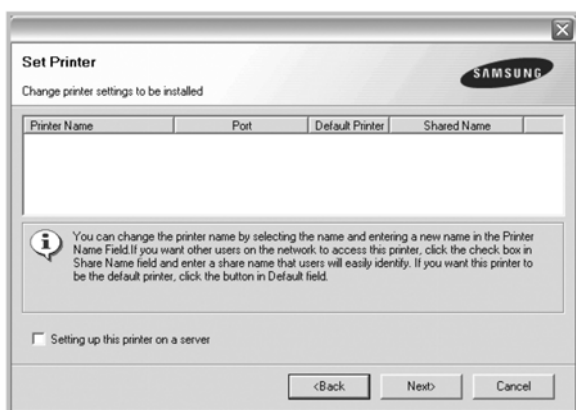 Set Printer
Change printer settings to be installed
SAMSUNG
Printer Name Port Default Printer Shared Name
You can change the printer name by selecting the name and entering a new name in the Printer
Name Field.If you want other users on the network to access this printer, click the check box in
Share Name field and enter a share name that users will easily identify. If you want this printer to
be the default printer, click the button in Default field.
Setting up this printer on a server
<Back Next> Cancel